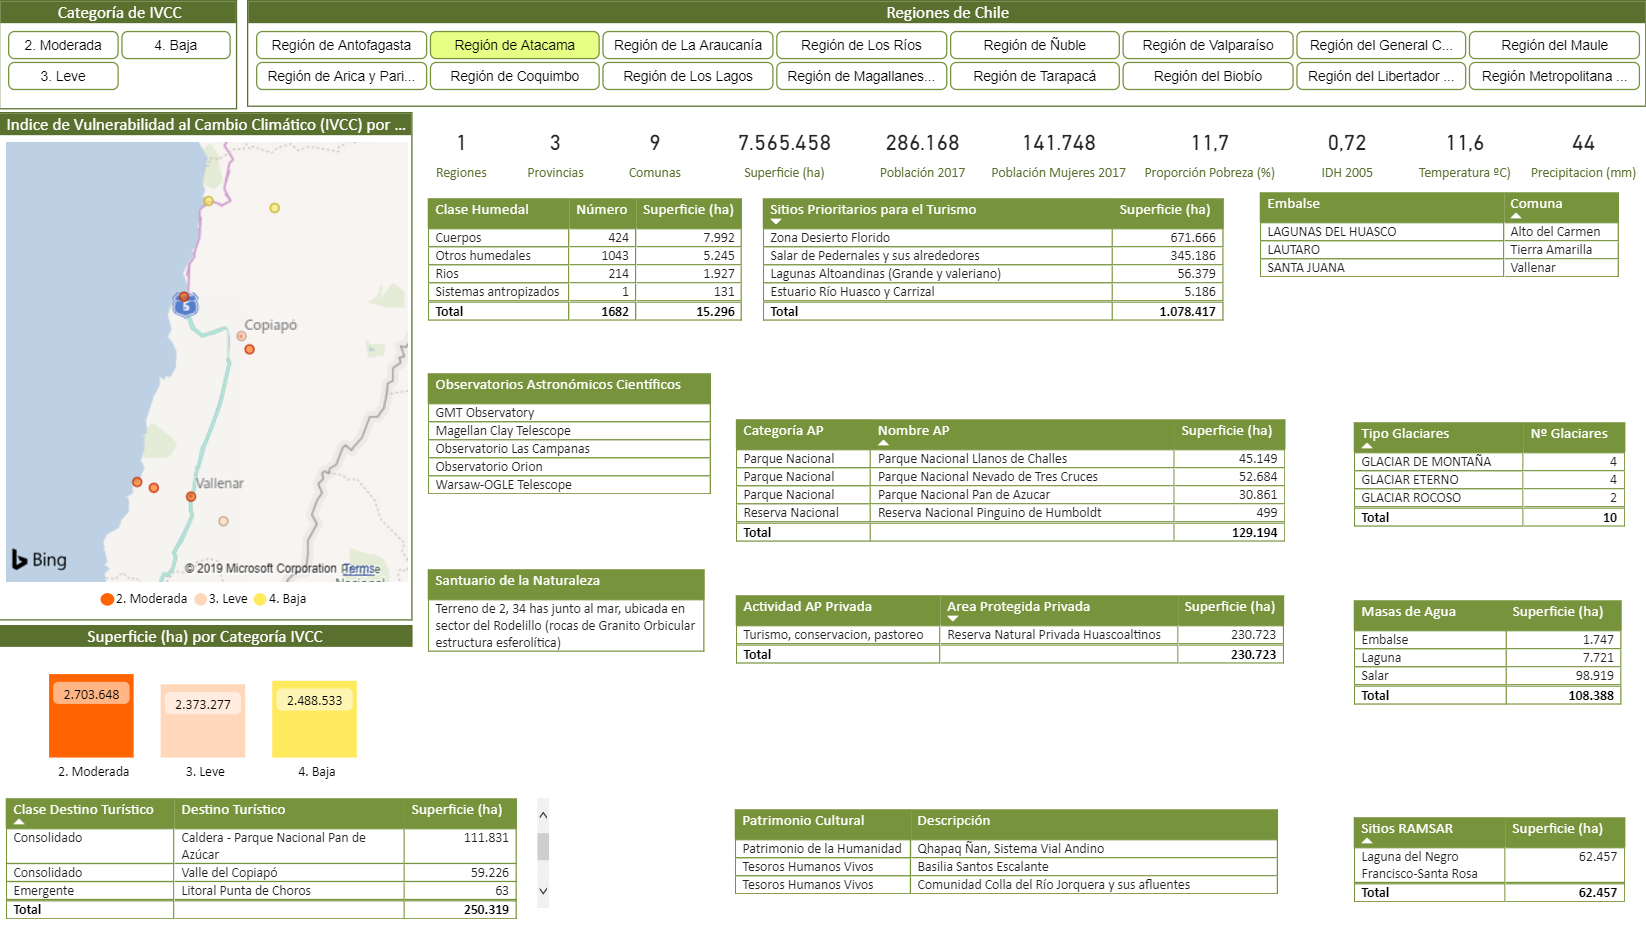 Categoría de IVCC
2. Moderada
4. Baja
3. Leve
Regiones de Chile
Región de Antofagasta
Región de Atacama
Región de La Araucanía
Región de Los Ríos
Región de Ñuble
Región de Valparaíso
Región del General C...
Región del Maule
Región de Arica y Pari...
Región de Coquimbo
Región de Los Lagos
Región de Magallanes...
Región de Tarapacá
Región del Biobío
Región del Libertador ...
Región Metropolitana ...
Indice de Vulnerabilidad al Cambio Climático (IVCC) por ...
5
Copiapó
Vallenar
Bing
© 2019 Microsoft Corporation Terms
2. Moderada 3. Leve 4. Baja
1
Regiones
3
Provincias
9
Comunas
7.565.458
Superficie (ha)
286.168
Población 2017
141.748
Población Mujeres 2017
11,7
Proporción Pobreza (%)
0,72
IDH 2005
11,6
Temperatura ºC)
44
Precipitacion (mm)
Clase Humedal Número Superficie (ha)
Cuerpos 424 7.992
Otros humedales 1043 5.245
Rios 214 1.927
Sistemas antropizados 1 131
Total 1682 15.296
Sitios Prioritarios para el Turismo Superficie (ha)
Zona Desierto Florido 671.666
Salar de Pedernales y sus alrededores 345.186
Lagunas Altoandinas (Grande y valeriano) 56.379
Estuario Río Huasco y Carrizal 5.186
Total 1.078.417
Embalse Comuna
LAGUNAS DEL HUASCO Alto del Carmen
LAUTARO Tierra Amarilla
SANTA JUANA Vallenar
Observatorios Astronómicos Científicos
GMT Observatory
Magellan Clay Telescope
Observatorio Las Campanas
Observatorio Orion
Warsaw-OGLE Telescope
Categoría AP Nombre AP Superficie (ha)
Parque Nacional Parque Nacional Llanos de Challes 45.149
Parque Nacional Parque Nacional Nevado de Tres Cruces 52.684
Parque Nacional Parque Nacional Pan de Azucar 30.861
Reserva Nacional Reserva Nacional Pinguino de Humboldt 499
Total 129.194
Tipo Glaciares Nº Glaciares
GLACIAR DE MONTAÑA 4
GLACIAR ETERNO 4
GLACIAR ROCOSO 2
Total 10
Santuario de la Naturaleza
Terreno de 2, 34 has junto al mar, ubicada en
sector del Rodelillo (rocas de Granito Orbicular
estructura esferolítica)
Actividad AP Privada Area Protegida Privada Superficie (ha)
Turismo, conservacion, pastoreo Reserva Natural Privada Huascoaltinos 230.723
Total 230.723
Masas de Agua Superficie (ha)
Embalse 1.747
Laguna 7.721
Salar 98.919
Total 108.388
Superficie (ha) por Categoría IVCC
2.703.648
2.373.277
2.488.533
2. Moderada
3. Leve
4. Baja
Clase Destino Turístico Destino Turístico Superficie (ha)
Consolidado Caldera - Parque Nacional Pan de 111.831
Azúcar
Consolidado Valle del Copiapó 59.226
Emergente Litoral Punta de Choros 63
Total 250.319
Patrimonio Cultural Descripción
Patrimonio de la Humanidad Qhapaq Ñan, Sistema Vial Andino
Tesoros Humanos Vivos Basilia Santos Escalante
Tesoros Humanos Vivos Comunidad Colla del Río Jorquera y sus afluentes
Sitios RAMSAR Superficie (ha)
Laguna del Negro 62.457
Francisco-Santa Rosa
Total 62.457